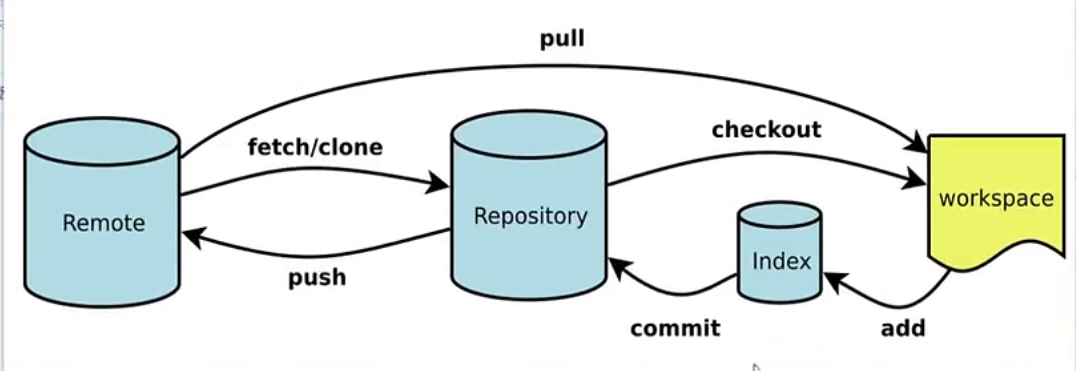 pull
fetch/clone
checkout
Remote
Repository
workspace
Index
push
commit
add